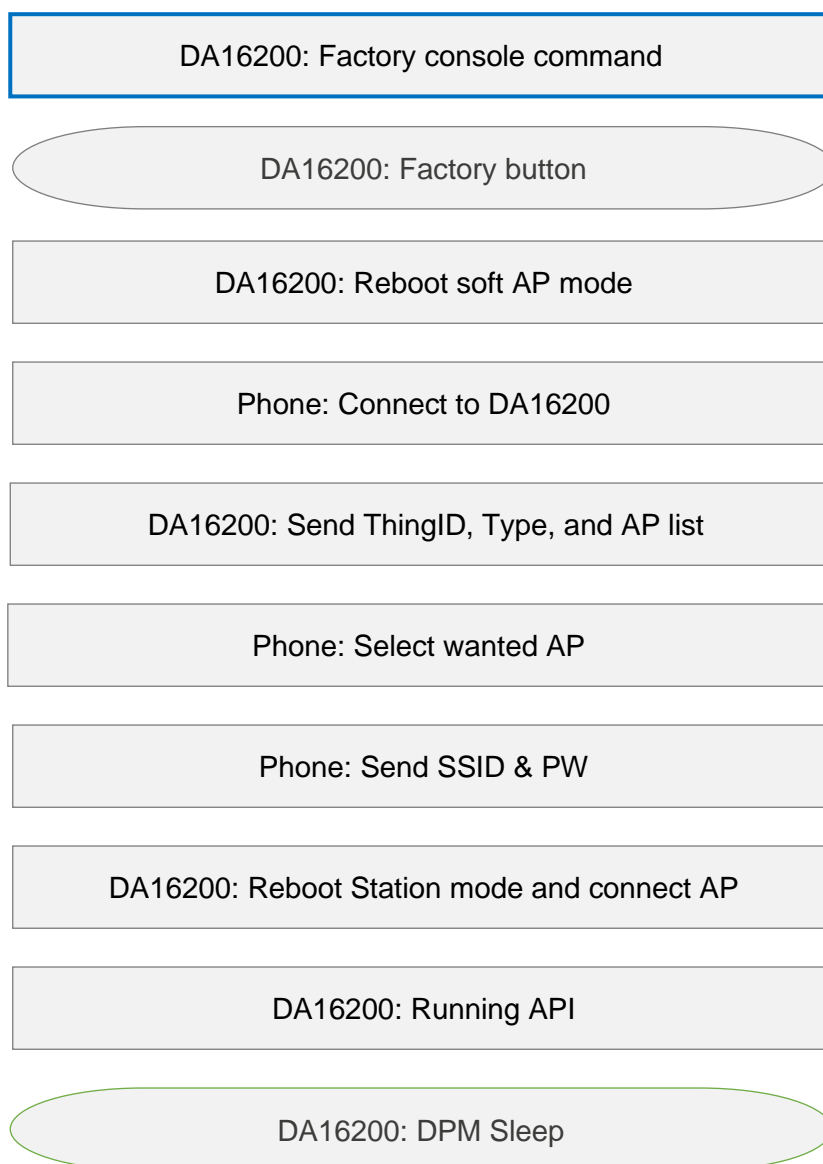 DA16200: Factory console command
DA16200: Factory button
DA16200: Reboot soft AP mode
Phone: Connect to DA16200
DA16200: Send ThingID, Type, and AP list
Phone: Select wanted AP
Phone: Send SSID & PW
DA16200: Reboot Station mode and connect AP
DA16200: Running API
DA16200: DPM Sleep